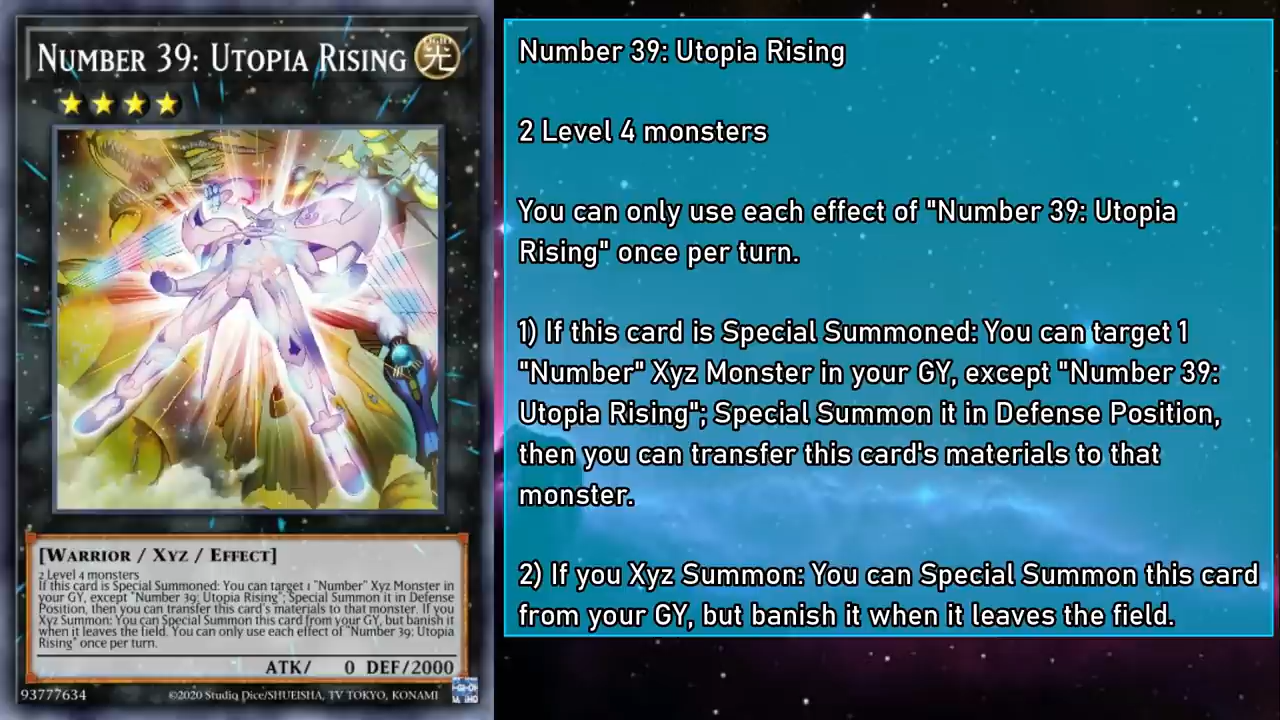 NUMBER 39: UTOPIA RISING
LIGHT
光
[WARRIOR / XYZ / EFFECT]
2 Level 4 monsters
If this card is Special Summoned: You can target 1 "Number" Xyz Monster in
your GY, except "Number 39: Utopia Rising"; Special Summon it in Defense
Position, then you can transfer this card's materials to that monster. If you
Xyz Summon: You can Special Summon this card from your GY, but banish it
when it leaves the field. You can only use each effect of "Number 39: Utopia
Rising" once per turn.
ATK/ 0 DEF/2000
93777634
©2020 Studio Dice/SHUEISHA, TV TOKYO, KONAMI
Number 39: Utopia Rising
2 Level 4 monsters
You can only use each effect of "Number 39: Utopia
Rising" once per turn.
1) If this card is Special Summoned: You can target 1
"Number" Xyz Monster in your GY, except "Number 39:
Utopia Rising"; Special Summon it in Defense Position,
then you can transfer this card's materials to that
monster.
2) If you Xyz Summon: You can Special Summon this card
from your GY, but banish it when it leaves the field.